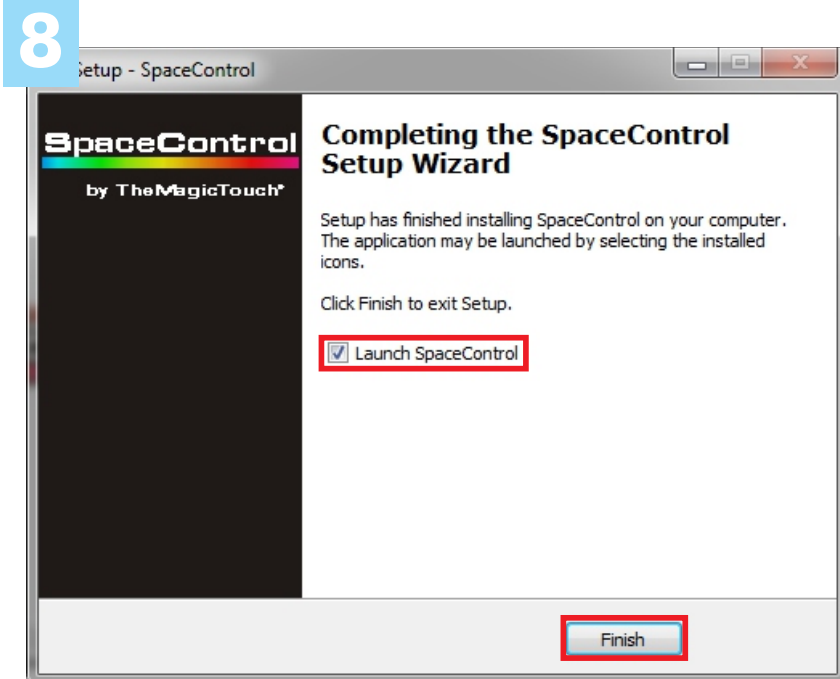 8
Setup - SpaceControl
SpaceControl
by TheMagicTouch®
Completing the SpaceControl
Setup Wizard
Setup has finished installing SpaceControl on your computer.
The application may be launched by selecting the installed
icons.
Click Finish to exit Setup.
Launch SpaceControl
Finish